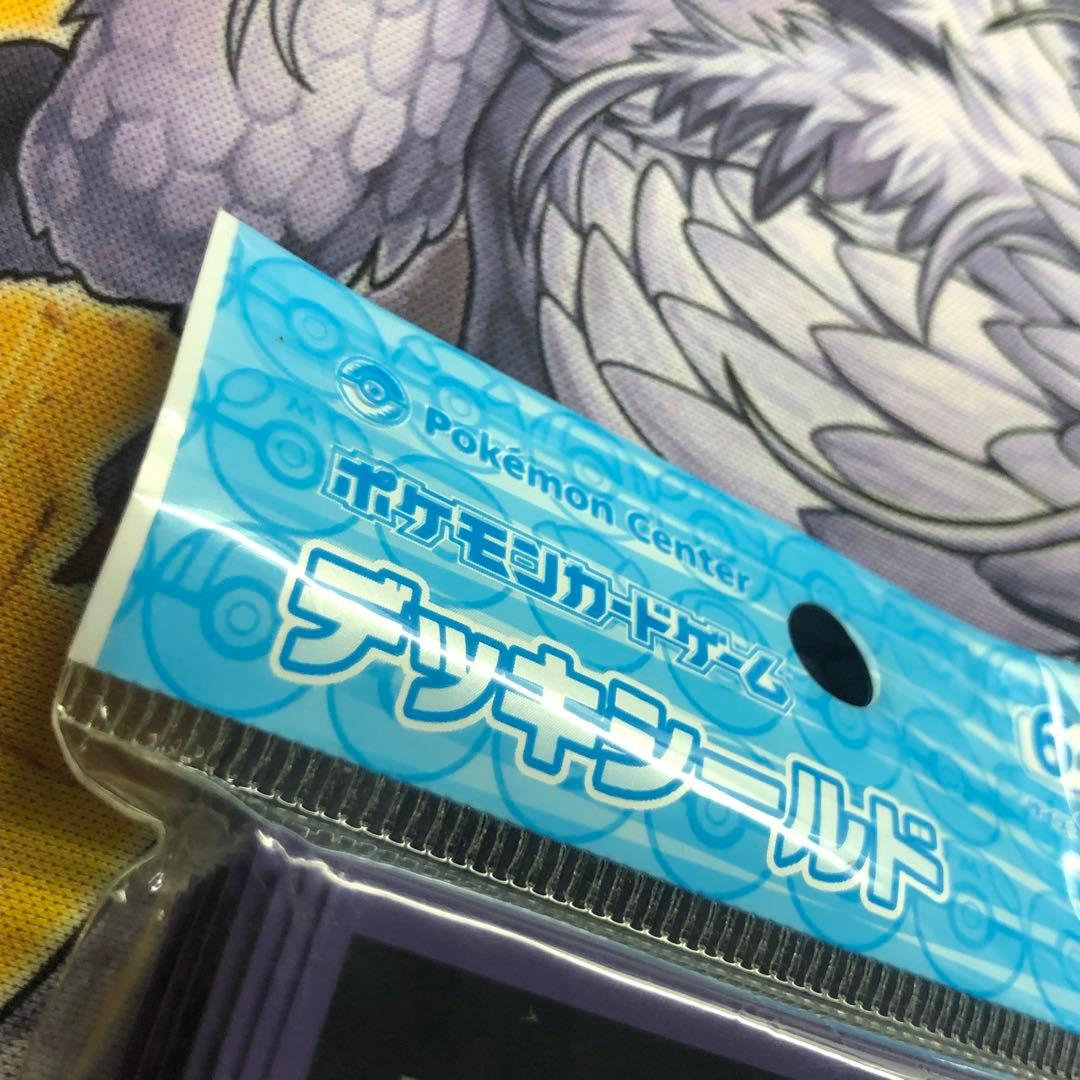 Pokémon Center
ポケモンカードゲーム
デッキシールド